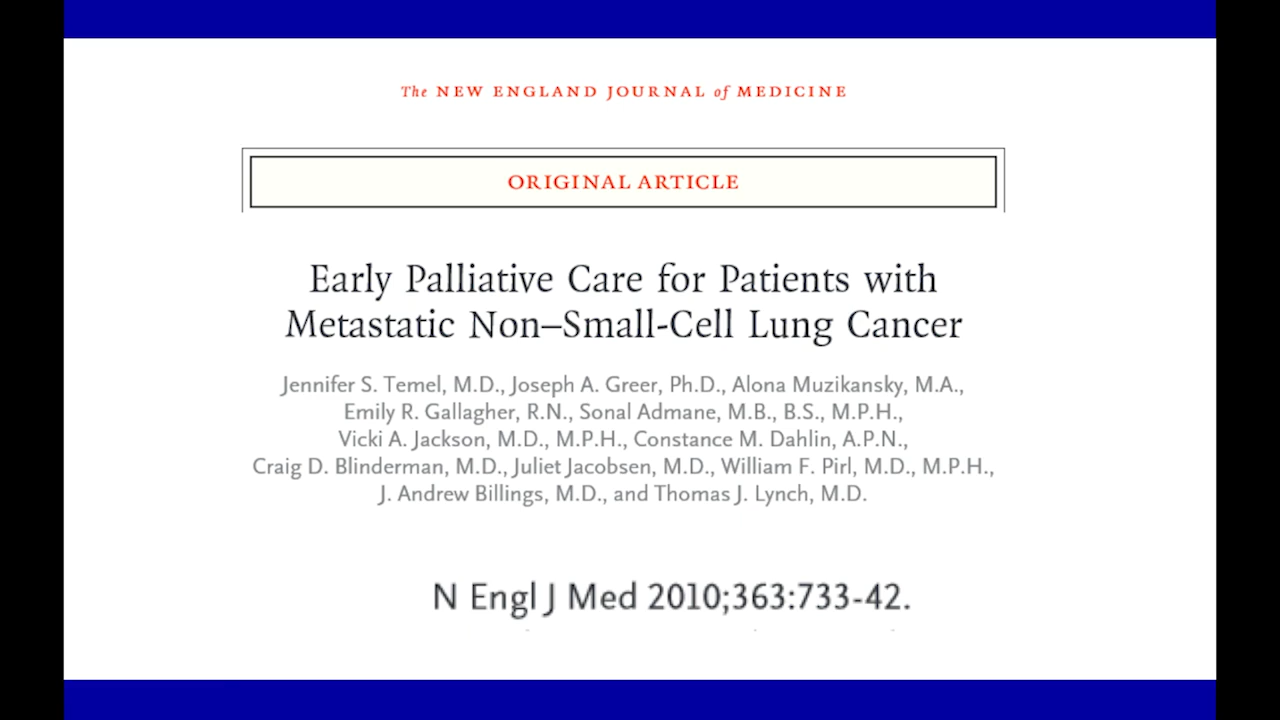 The NEW ENGLAND JOURNAL of MEDICINE
ORIGINAL ARTICLE
Early Palliative Care for Patients with
Metastatic Non–Small-Cell Lung Cancer
Jennifer S. Temel, M.D., Joseph A. Greer, Ph.D., Alona Muzikansky, M.A.,
Emily R. Gallagher, R.N., Sonal Admane, M.B., B.S., M.P.H.,
Vicki A. Jackson, M.D., M.P.H., Constance M. Dahlin, A.P.N.,
Craig D. Blinderman, M.D., Juliet Jacobsen, M.D., William F. Pirl, M.D., M.P.H.,
J. Andrew Billings, M.D., and Thomas J. Lynch, M.D.
N Engl J Med 2010;363:733-42.